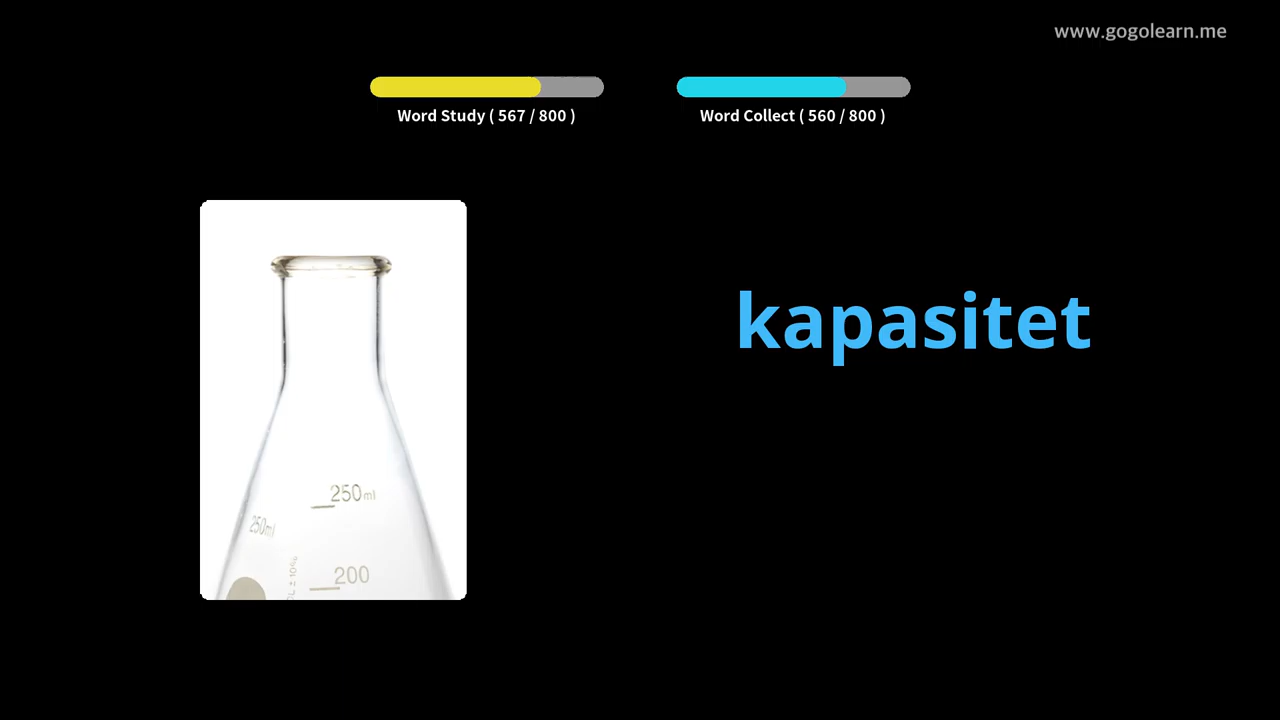 www.gogolearn.me
Word Study ( 567 / 800 )
Word Collect ( 560 / 800 )
kapasitet
250ml
250ml
200